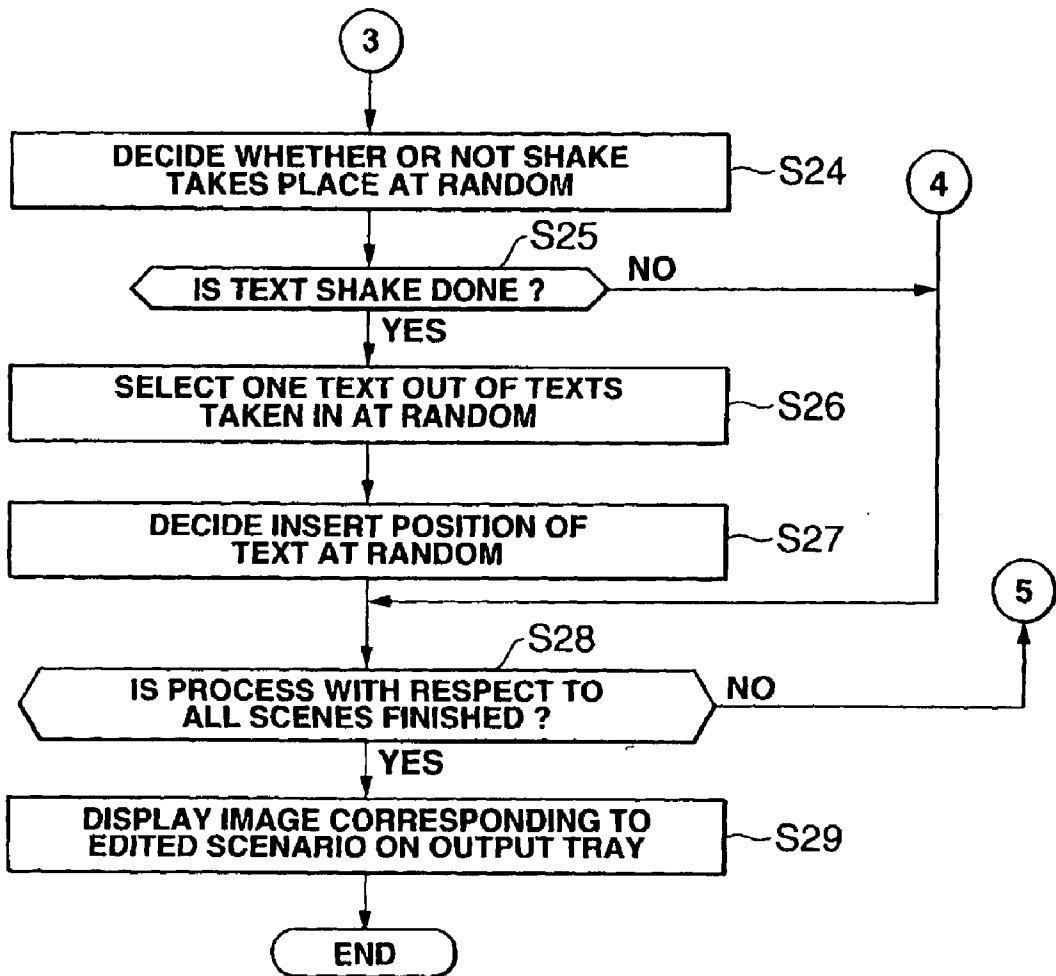 3
DECIDE WHETHER OR NOT SHAKE
TAKES PLACE AT RANDOM
S24
4
S25
IS TEXT SHAKE DONE ?
NO
YES
SELECT ONE TEXT OUT OF TEXTS
TAKEN IN AT RANDOM
S26
DECIDE INSERT POSITION OF
TEXT AT RANDOM
S27
5
S28
IS PROCESS WITH RESPECT TO
ALL SCENES FINISHED ?
NO
YES
DISPLAY IMAGE CORRESPONDING TO
EDITED SCENARIO ON OUTPUT TRAY
S29
END